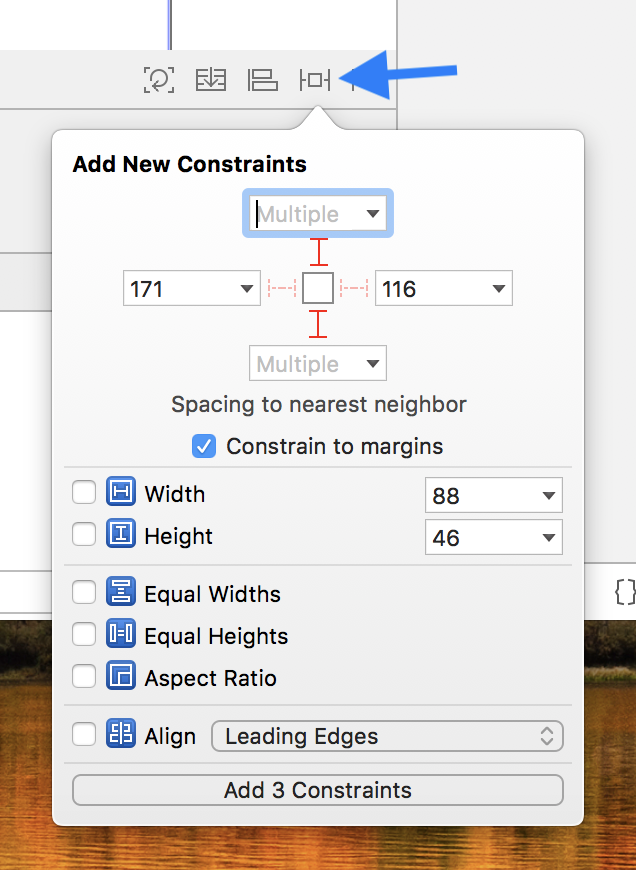 Add New Constraints
Multiple
171
116
Multiple
Spacing to nearest neighbor
Constrain to margins
Width 88
Height 46
Equal Widths
Equal Heights
Aspect Ratio
Align Leading Edges
Add 3 Constraints
{}